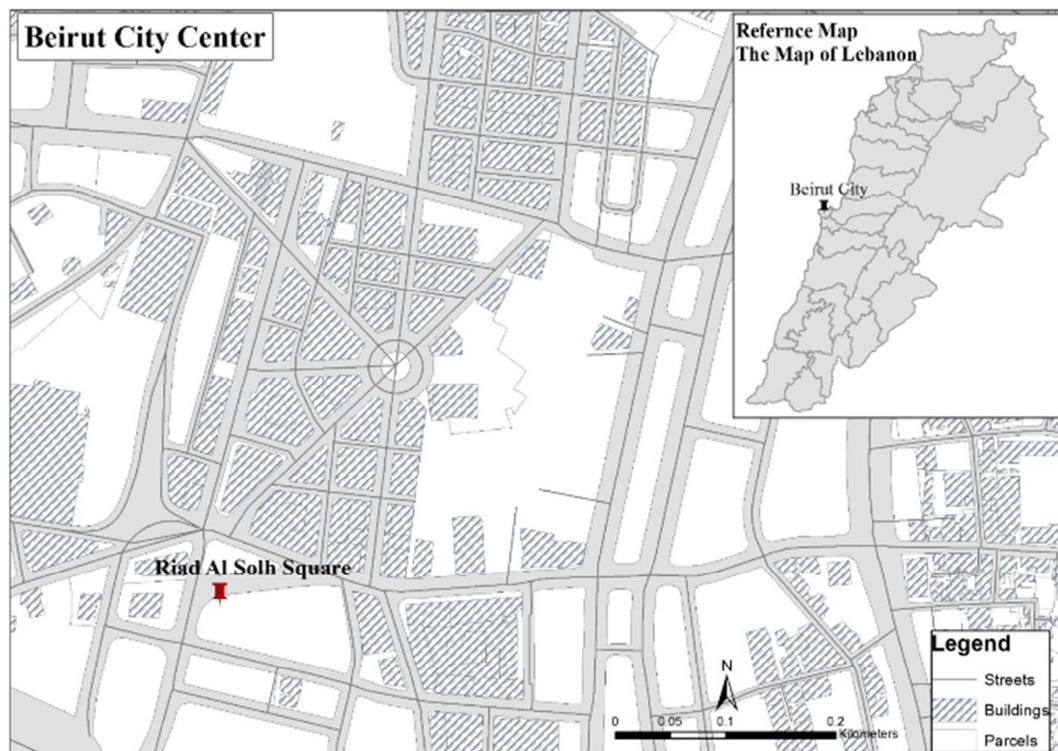 Beirut City Center
Refernce Map
The Map of Lebanon
Beirut City
Riad Al Solh Square
Legend
Streets
Buildings
Parcels
N
0 0.05 0.1 0.2
Kilometers